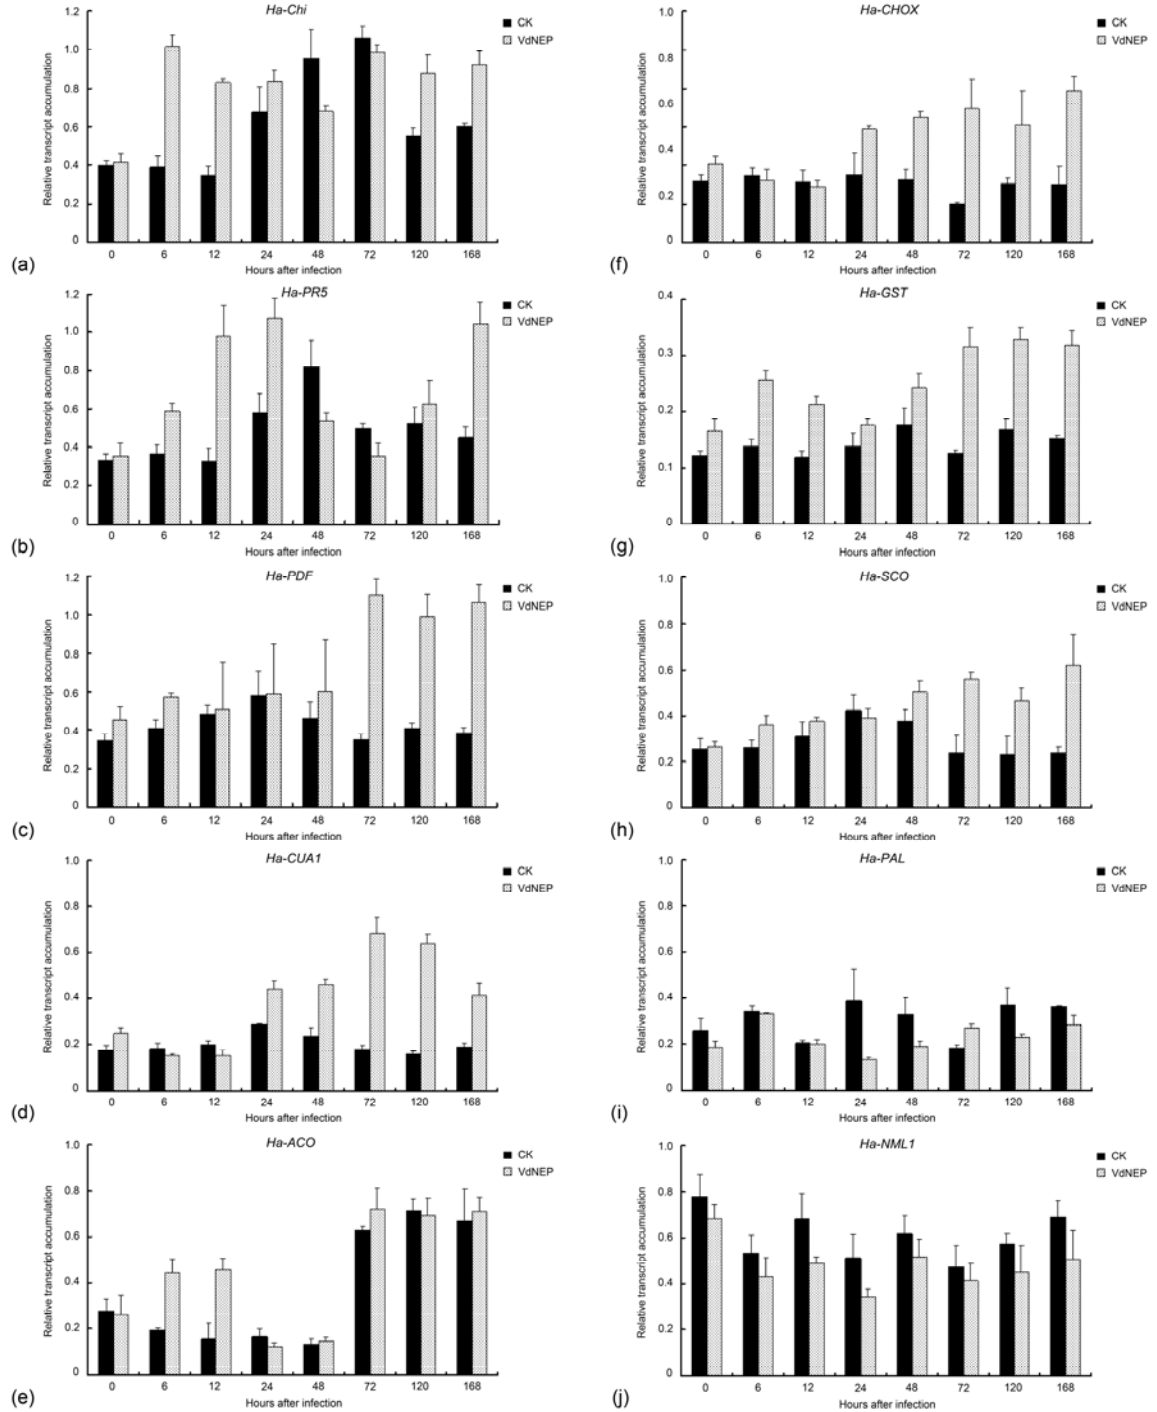 Ha-Chi
CK
VdNEP
Relative transcript accumulation
1.2
1.0
0.8
0.6
0.4
0.2
0
0 6 12 24 48 72 120 168
Hours after infection
(a)
Ha-PR5
CK
VdNEP
Relative transcript accumulation
1.2
1.0
0.8
0.6
0.4
0.2
0
0 6 12 24 48 72 120 168
Hours after infection
(b)
Ha-PDF
CK
VdNEP
Relative transcript accumulation
1.2
1.0
0.8
0.6
0.4
0.2
0
0 6 12 24 48 72 120 168
Hours after infection
(c)
Ha-CUA1
CK
VdNEP
Relative transcript accumulation
1.0
0.8
0.6
0.4
0.2
0
0 6 12 24 48 72 120 168
Hours after infection
(d)
Ha-ACO
CK
VdNEP
Relative transcript accumulation
1.0
0.8
0.6
0.4
0.2
0
0 6 12 24 48 72 120 168
Hours after infection
(e)
Ha-CHOX
CK
VdNEP
Relative transcript accumulation
1.0
0.8
0.6
0.4
0.2
0
0 6 12 24 48 72 120 168
Hours after infection
(f)
Ha-GST
CK
VdNEP
Relative transcript accumulation
0.4
0.3
0.2
0.1
0
0 6 12 24 48 72 120 168
Hours after infection
(g)
Ha-SCO
CK
VdNEP
Relative transcript accumulation
1.0
0.8
0.6
0.4
0.2
0
0 6 12 24 48 72 120 168
Hours after infection
(h)
Ha-PAL
CK
VdNEP
Relative transcript accumulation
1.0
0.8
0.6
0.4
0.2
0
0 6 12 24 48 72 120 168
Hours after infection
(i)
Ha-NML1
CK
VdNEP
Relative transcript accumulation
1.0
0.8
0.6
0.4
0.2
0
0 6 12 24 48 72 120 168
Hours after infection
(j)